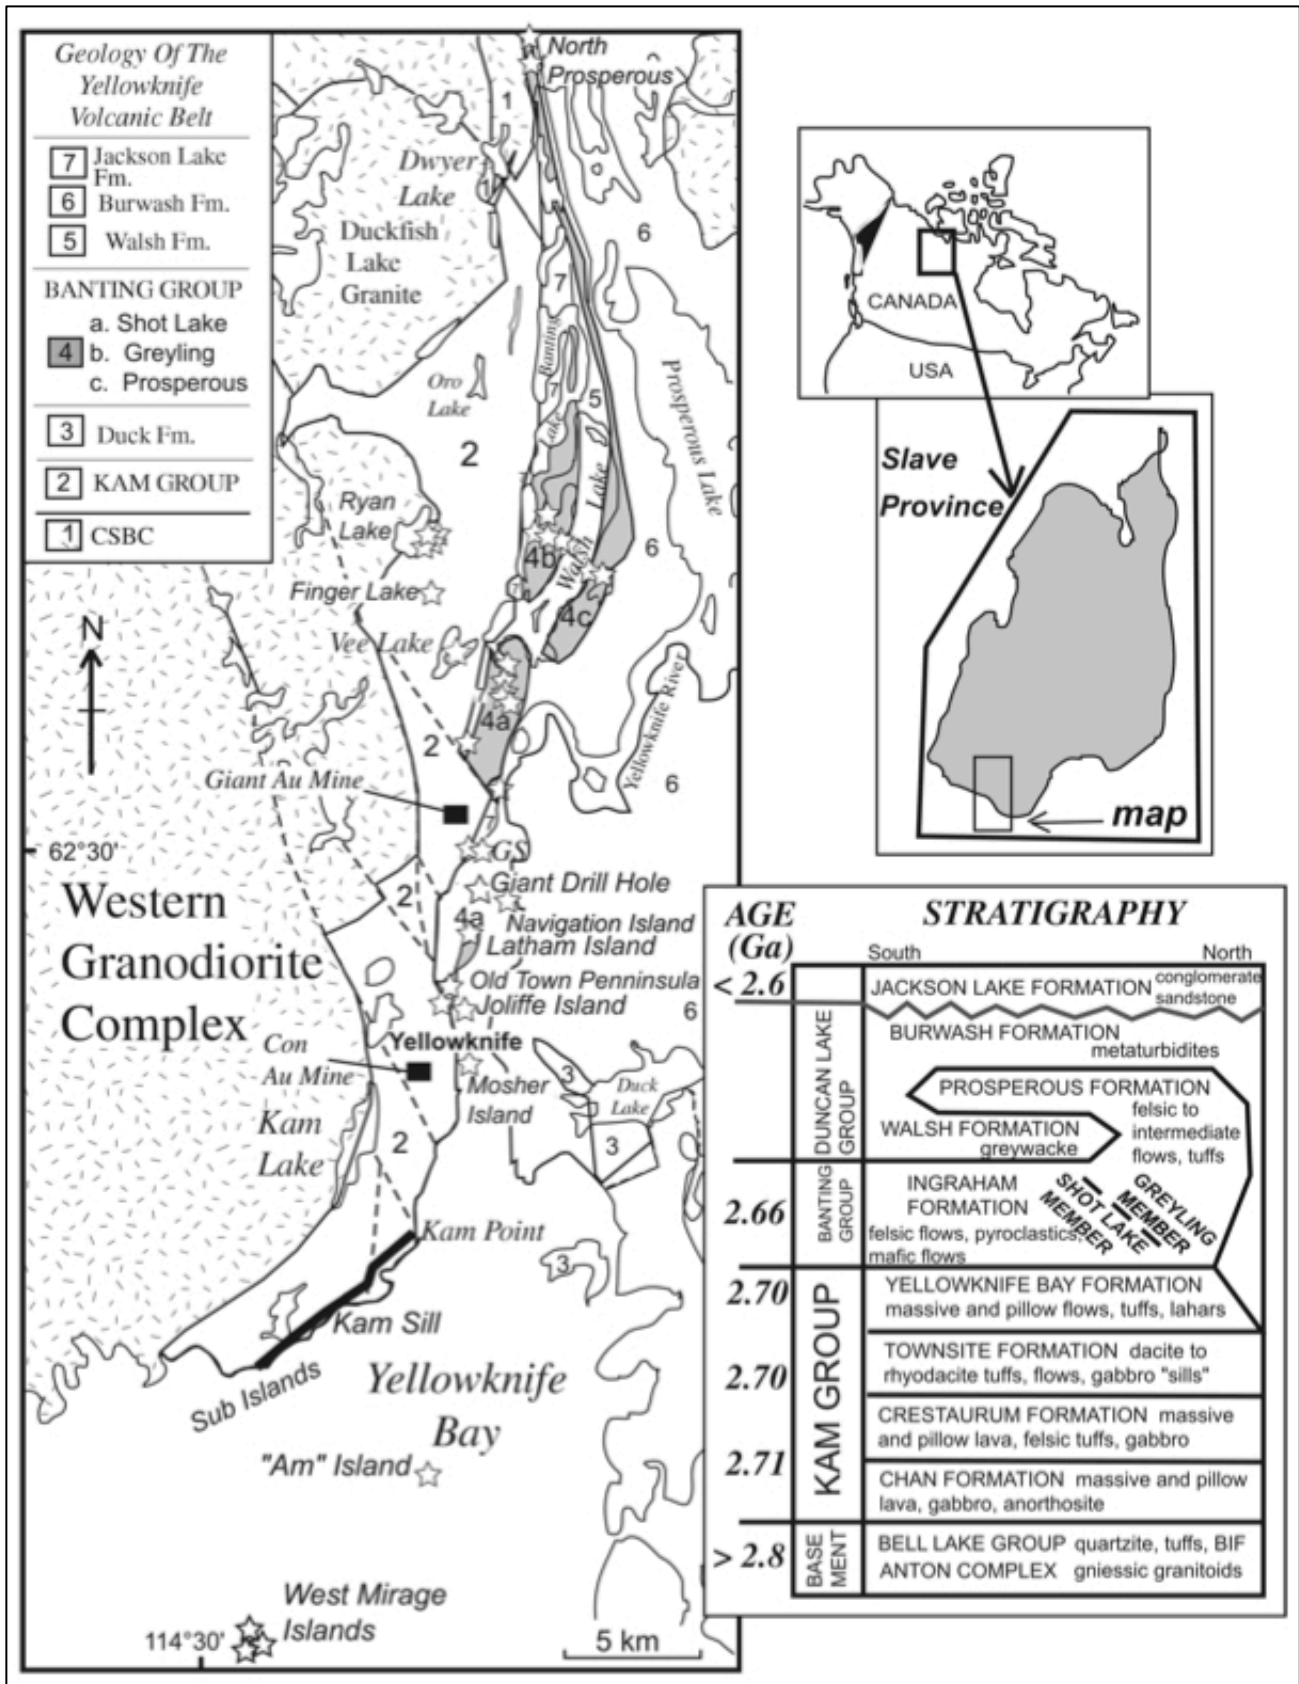 Geology Of The
Yellowknife
Volcanic Belt
7 Jackson Lake
Fm.
6 Burwash Fm.
5 Walsh Fm.
BANTING GROUP
a. Shot Lake
4 b. Greyling
c. Prosperous
3 Duck Fm.
2 KAM GROUP
1 CSBC
North
Prosperous
1
Dwyer
Lake
1
Duckfish
Lake
Granite
6
7
Banting
Lake
7
Oro
Lake
5
2
Prosperous Lake
Ryan
Lake
Walsh
Lake
4b
6
Finger Lake
4c
Vee Lake
N
4a
2
Yellowknife River
6
Giant Au Mine
7
62°30'
GS
Western
Granodiorite
Complex
2
Giant Drill Hole
4a
Navigation Island
Latham Island
Old Town Penninsula
Joliffe Island
6
Yellowknife
Con
Au Mine
Mosher
Island
3
Duck
Lake
3
Kam
Lake
2
Kam Point
3
Kam Sill
Sub Islands
Yellowknife
Bay
"Am" Island
West Mirage
Islands
114°30'
5 km
CANADA
USA
Slave
Province
map
AGE
(Ga)
STRATIGRAPHY
South North
< 2.6
JACKSON LAKE FORMATION conglomerate
sandstone
DUNCAN LAKE
GROUP
BURWASH FORMATION
metaturbidites
PROSPEROUS FORMATION
felsic to
intermediate
flows, tuffs
WALSH FORMATION
greywacke
2.66
BANTING
GROUP
INGRAHAM
FORMATION
felsic flows, pyroclastics,
mafic flows
SHOT LAKE
MEMBER
GREYLING
MEMBER
2.70
KAM GROUP
YELLOWKNIFE BAY FORMATION
massive and pillow flows, tuffs, lahars
2.70
TOWNSITE FORMATION dacite to
rhyodacite tuffs, flows, gabbro "sills"
2.71
CRESTAURUM FORMATION massive
and pillow lava, felsic tuffs, gabbro
CHAN FORMATION massive and pillow
lava, gabbro, anorthosite
> 2.8
BASE
MENT
BELL LAKE GROUP quartzite, tuffs, BIF
ANTON COMPLEX gniessic granitoids